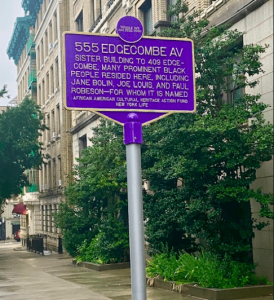 555 EDGECOMBE AV
SISTER BUILDING TO 409 EDGE-
COMBE, MANY PROMINENT BLACK
PEOPLE RESIDED HERE, INCLUDING
JANE BOLIN, JOE LOUIS, AND PAUL
ROBESON—FOR WHOM IT IS NAMED
AFRICAN AMERICAN CULTURAL HERITAGE ACTION FUND
NEW YORK LIFE